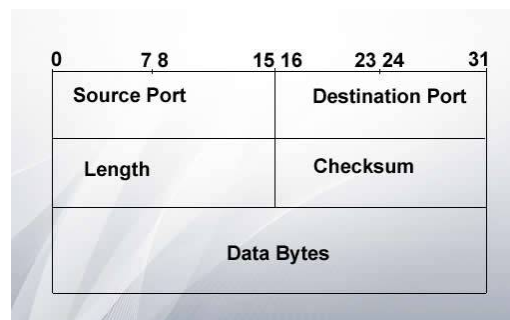 0 7 8 15 16 23 24 31
Source Port Destination Port
Length Checksum
Data Bytes